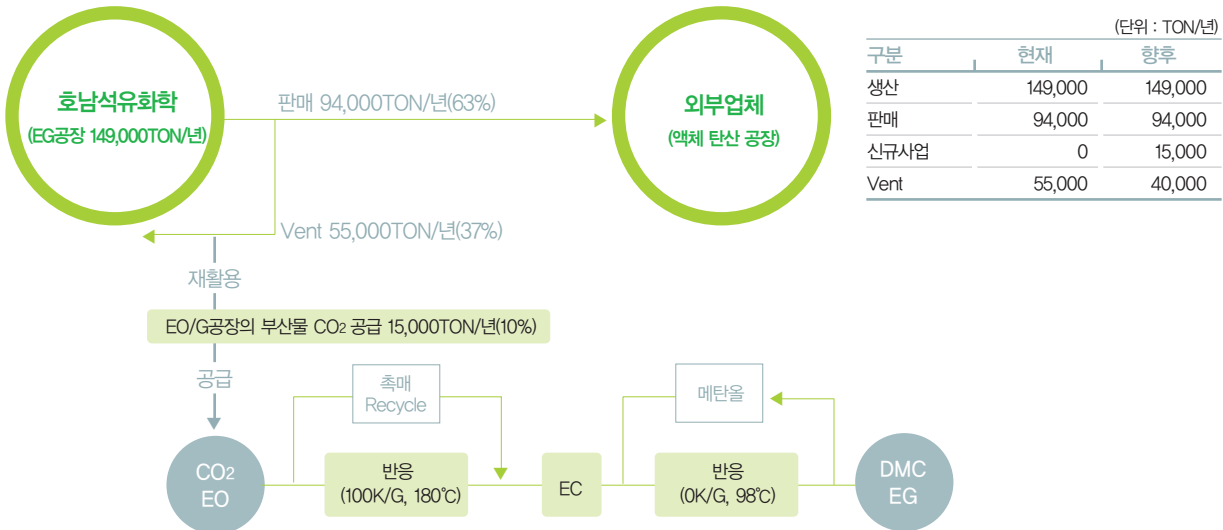 호남석유화학
(EG공장 149,000TON/년)
판매 94,000TON/년(63%)
외부업체
(액체 탄산 공장)
(단위 : TON/년)
구분 현재 향후
생산 149,000 149,000
판매 94,000 94,000
신규사업 0 15,000
Vent 55,000 40,000
Vent 55,000TON/년(37%)
재활용
EO/G공장의 부산물 CO2 공급 15,000TON/년(10%)
공급
촉매
Recycle
메탄올
CO2
EO
반응
(100K/G, 180℃)
EC
반응
(0K/G, 98℃)
DMC
EG